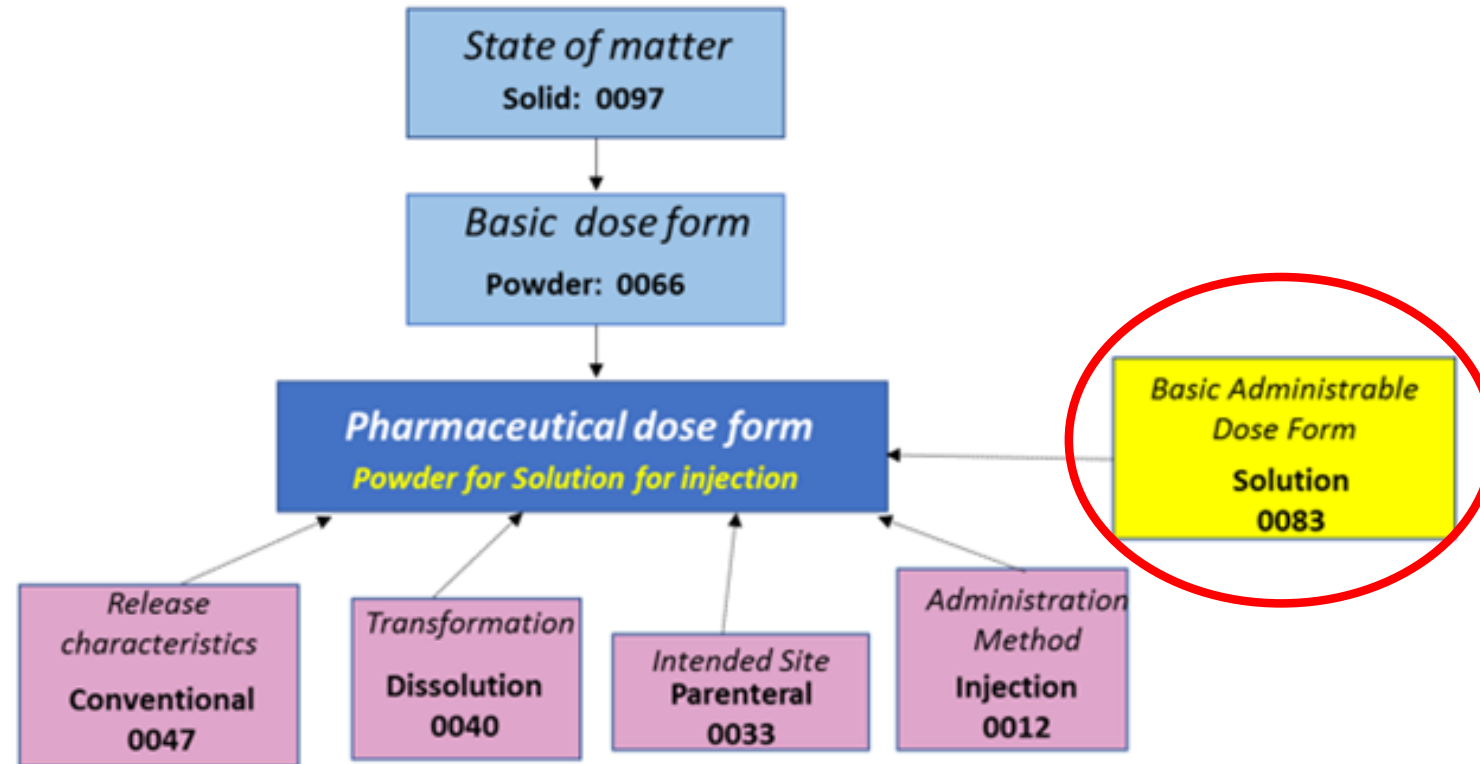 State of matter
Solid: 0097
Basic dose form
Powder: 0066
Pharmaceutical dose form
Powder for Solution for injection
Basic Administrable
Dose Form
Solution
0083
Release
characteristics
Conventional
0047
Transformation
Dissolution
0040
Intended Site
Parenteral
0033
Administration
Method
Injection
0012